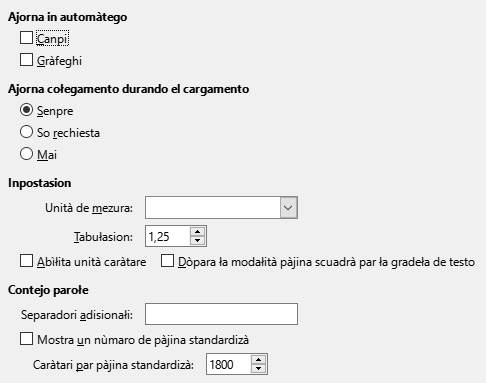 Ajorna in automàtego
Canpi
Gràfeghi
Ajorna cołegamento durando el cargamento
Senpre
So rechiesta
Mai
Inpostasion
Unità de mezura:
Tabułasion: 1,25
Abìłita unità caràtare Dòpara ła modałità pàjina scuadrà par ła gradeła de testo
Contejo parołe
Separadori adisionałi:
Mostra un nùmaro de pàjina standardizà
Caràtari par pàjina standardizà: 1800